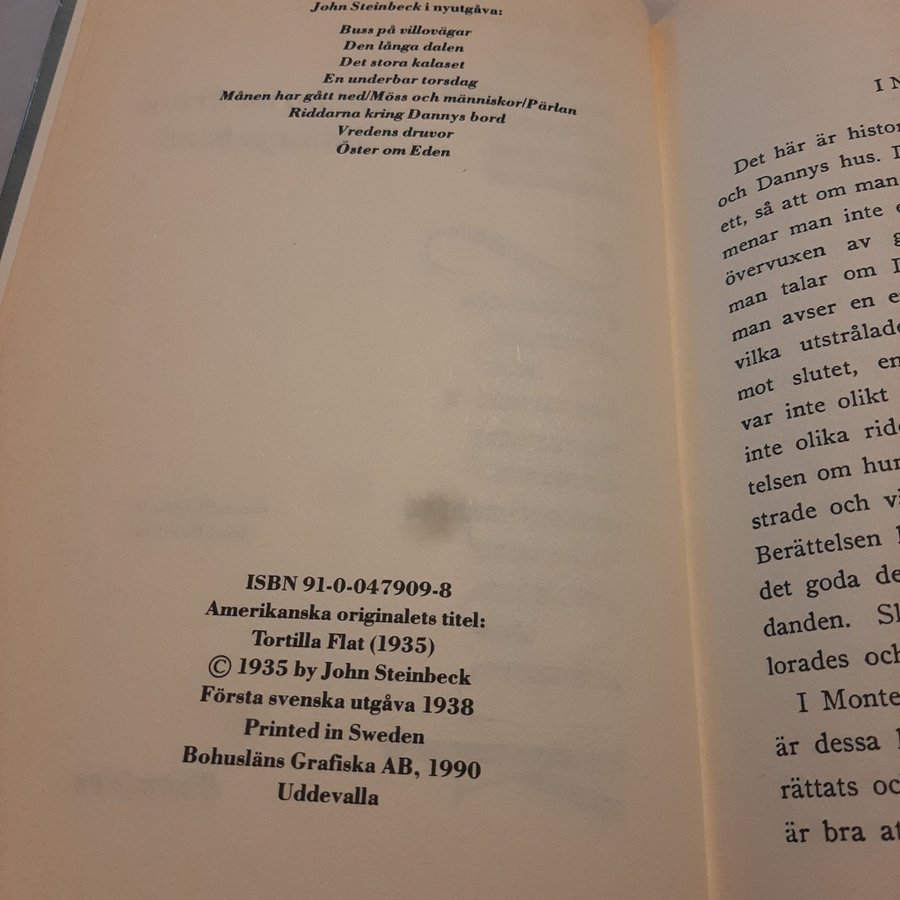 John Steinbeck i nyutgåva:
Buss på villovägar
Den långa dalen
Det stora kalaset
En underbar torsdag
Månen har gått ned/Möss och människor/Pärlan
Riddarna kring Dannys bord
Vredens druvor
Öster om Eden
ISBN 91-0-047909-8
Amerikanska originalets titel:
Tortilla Flat (1935)
© 1935 by John Steinbeck
Första svenska utgåva 1938
Printed in Sweden
Bohusläns Grafiska AB, 1990
Uddevalla
Det här är histor
och Dannys hus.
ett, så att om man
menar man inte
övervuxen av g
man talar om
man avser en e
vilka utstrålade
mot slutet, en
var inte olikt
inte olika ridd
telsen om hur
strade och vi
Berättelsen
det goda de
danden. Sl
lorades och
I Monte
är dessa
rättats oc
är bra at